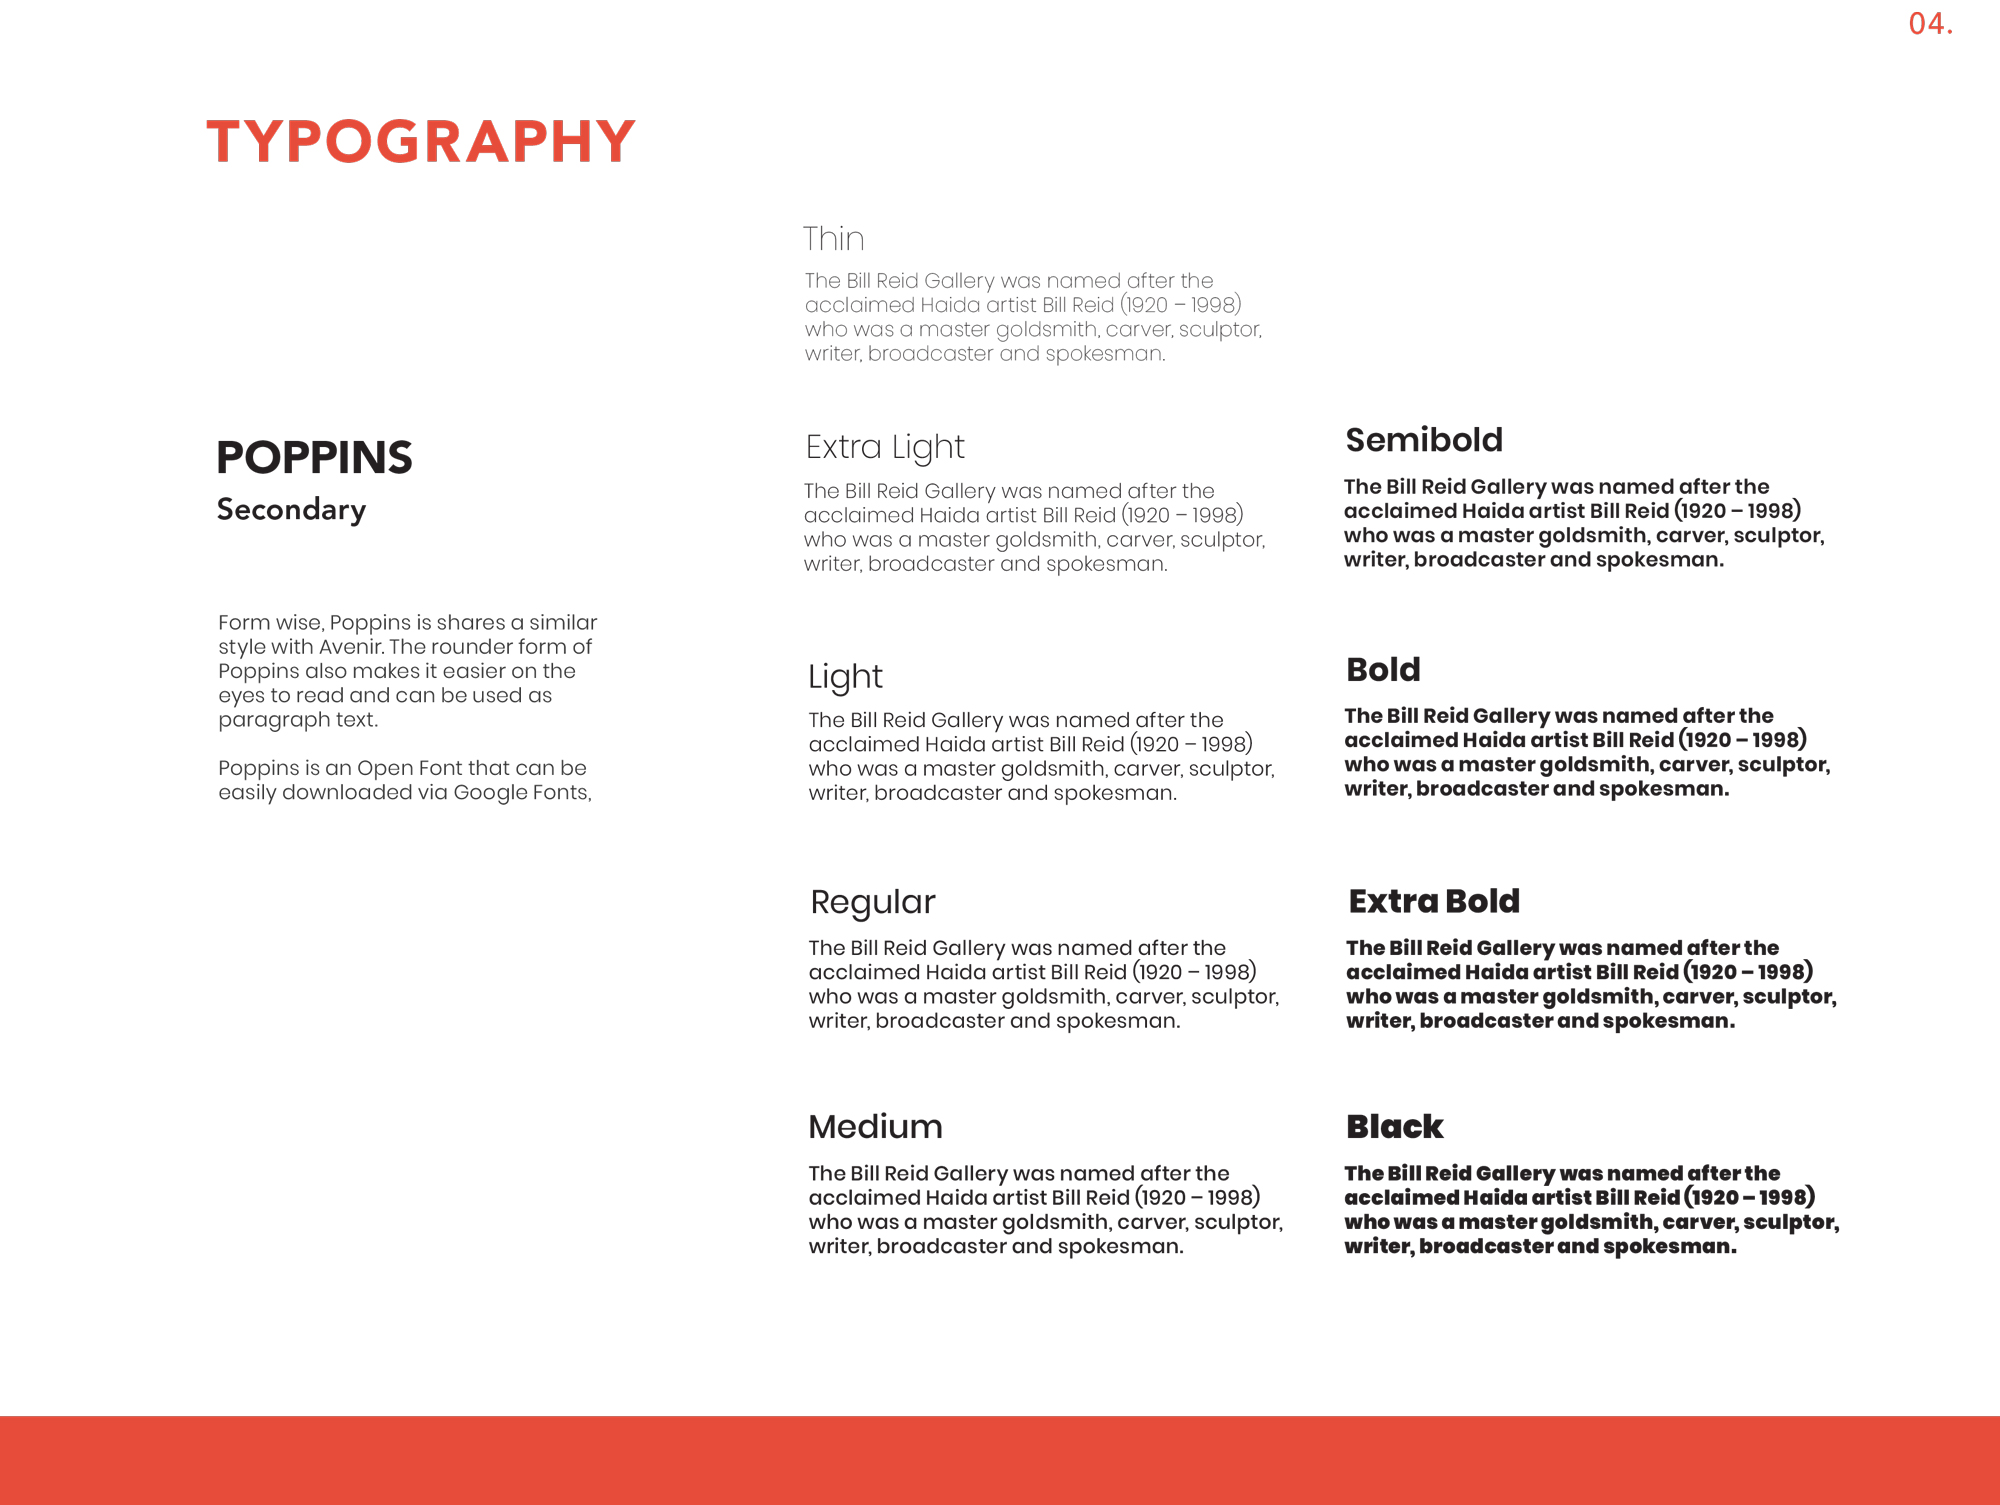 04.
TYPOGRAPHY
POPPINS
Secondary
Form wise, Poppins is shares a similar
style with Avenir. The rounder form of
Poppins also makes it easier on the
eyes to read and can be used as
paragraph text.
Poppins is an Open Font that can be
easily downloaded via Google Fonts,
Thin
The Bill Reid Gallery was named after the
acclaimed Haida artist Bill Reid (1920 – 1998)
who was a master goldsmith, carver, sculptor,
writer, broadcaster and spokesman.
Extra Light
The Bill Reid Gallery was named after the
acclaimed Haida artist Bill Reid (1920 – 1998)
who was a master goldsmith, carver, sculptor,
writer, broadcaster and spokesman.
Light
The Bill Reid Gallery was named after the
acclaimed Haida artist Bill Reid (1920 – 1998)
who was a master goldsmith, carver, sculptor,
writer, broadcaster and spokesman.
Regular
The Bill Reid Gallery was named after the
acclaimed Haida artist Bill Reid (1920 – 1998)
who was a master goldsmith, carver, sculptor,
writer, broadcaster and spokesman.
Medium
The Bill Reid Gallery was named after the
acclaimed Haida artist Bill Reid (1920 – 1998)
who was a master goldsmith, carver, sculptor,
writer, broadcaster and spokesman.
Semibold
The Bill Reid Gallery was named after the
acclaimed Haida artist Bill Reid (1920 – 1998)
who was a master goldsmith, carver, sculptor,
writer, broadcaster and spokesman.
Bold
The Bill Reid Gallery was named after the
acclaimed Haida artist Bill Reid (1920 – 1998)
who was a master goldsmith, carver, sculptor,
writer, broadcaster and spokesman.
Extra Bold
The Bill Reid Gallery was named after the
acclaimed Haida artist Bill Reid (1920 – 1998)
who was a master goldsmith, carver, sculptor,
writer, broadcaster and spokesman.
Black
The Bill Reid Gallery was named after the
acclaimed Haida artist Bill Reid (1920 – 1998)
who was a master goldsmith, carver, sculptor,
writer, broadcaster and spokesman.